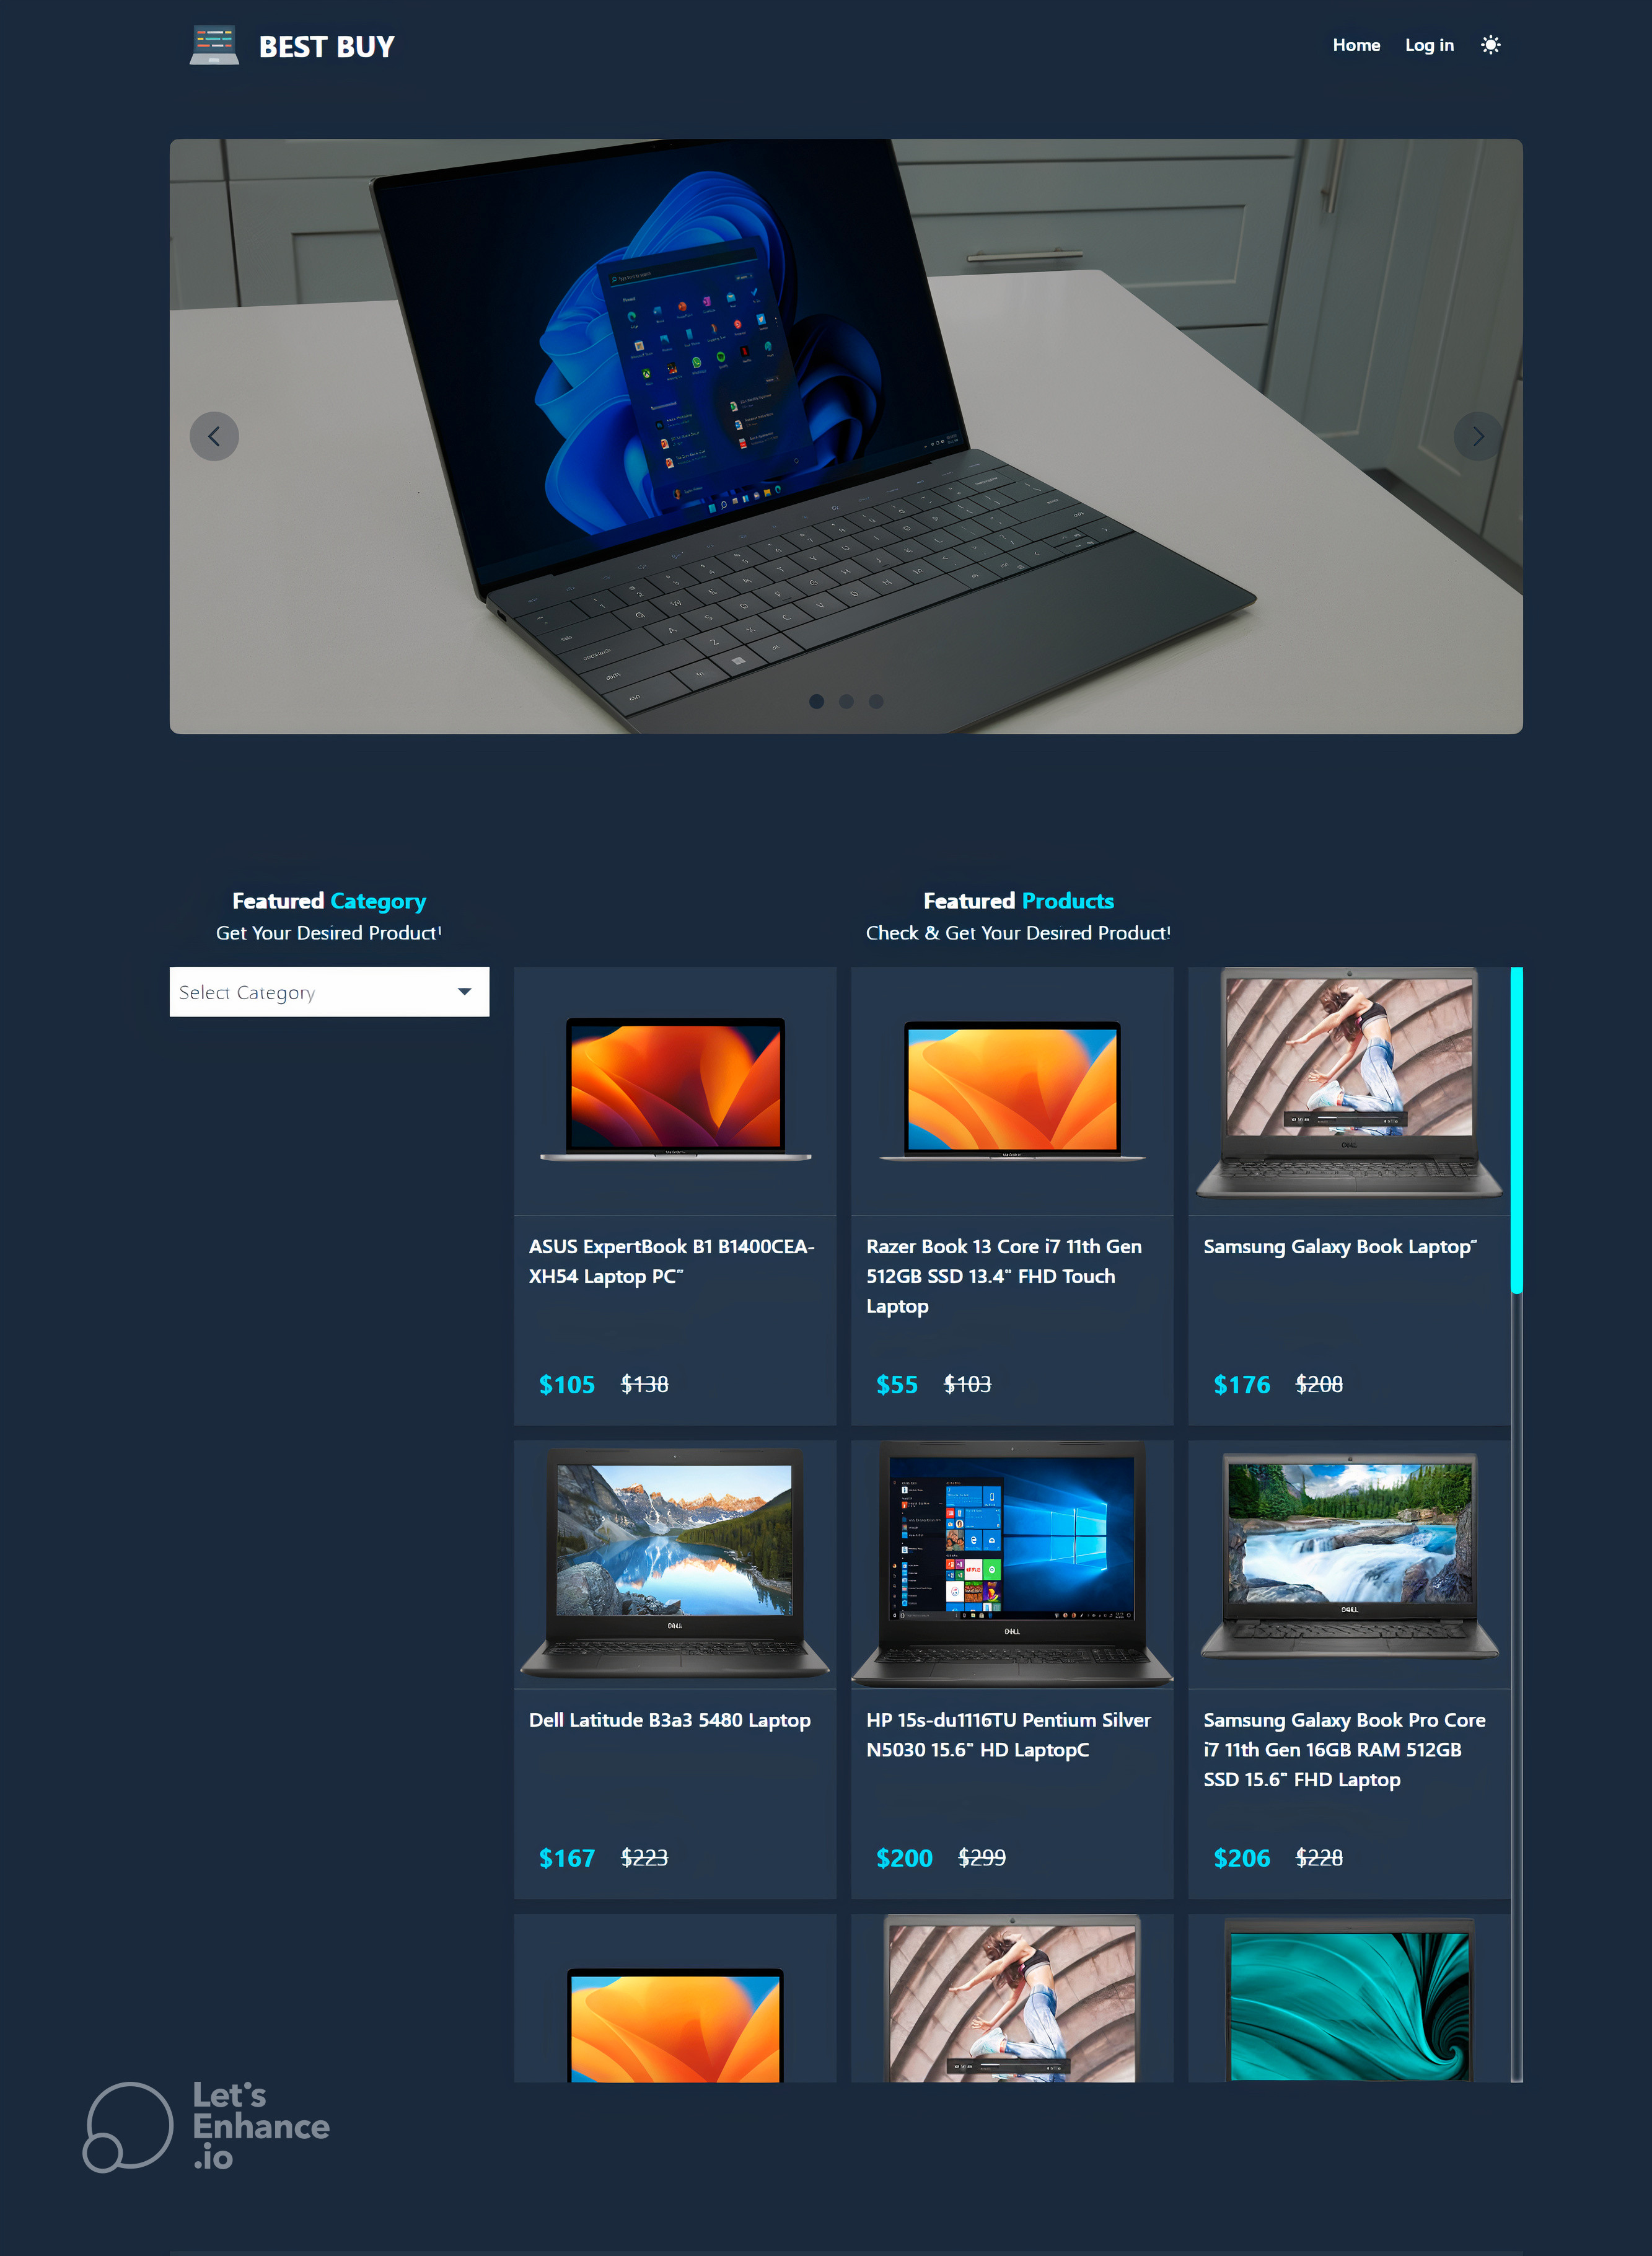 BEST BUY
Home
Log in
Featured Category
Get Your Desired Product!
Featured Products
Check & Get Your Desired Product!
Select Category
ASUS ExpertBook B1 B1400CEA-
XH54 Laptop PC”
$105 $138
Razer Book 13 Core i7 11th Gen
512GB SSD 13.4" FHD Touch
Laptop
$55 $103
DELL
Samsung Galaxy Book Laptop”
$176 $208
DELL
Dell Latitude B3a3 5480 Laptop
$167 $223
DELL
HP 15s-du1116TU Pentium Silver
N5030 15.6" HD LaptopC
$200 $299
DELL
Samsung Galaxy Book Pro Core
i7 11th Gen 16GB RAM 512GB
SSD 15.6" FHD Laptop
$206 $228
Let's
Enhance
.io